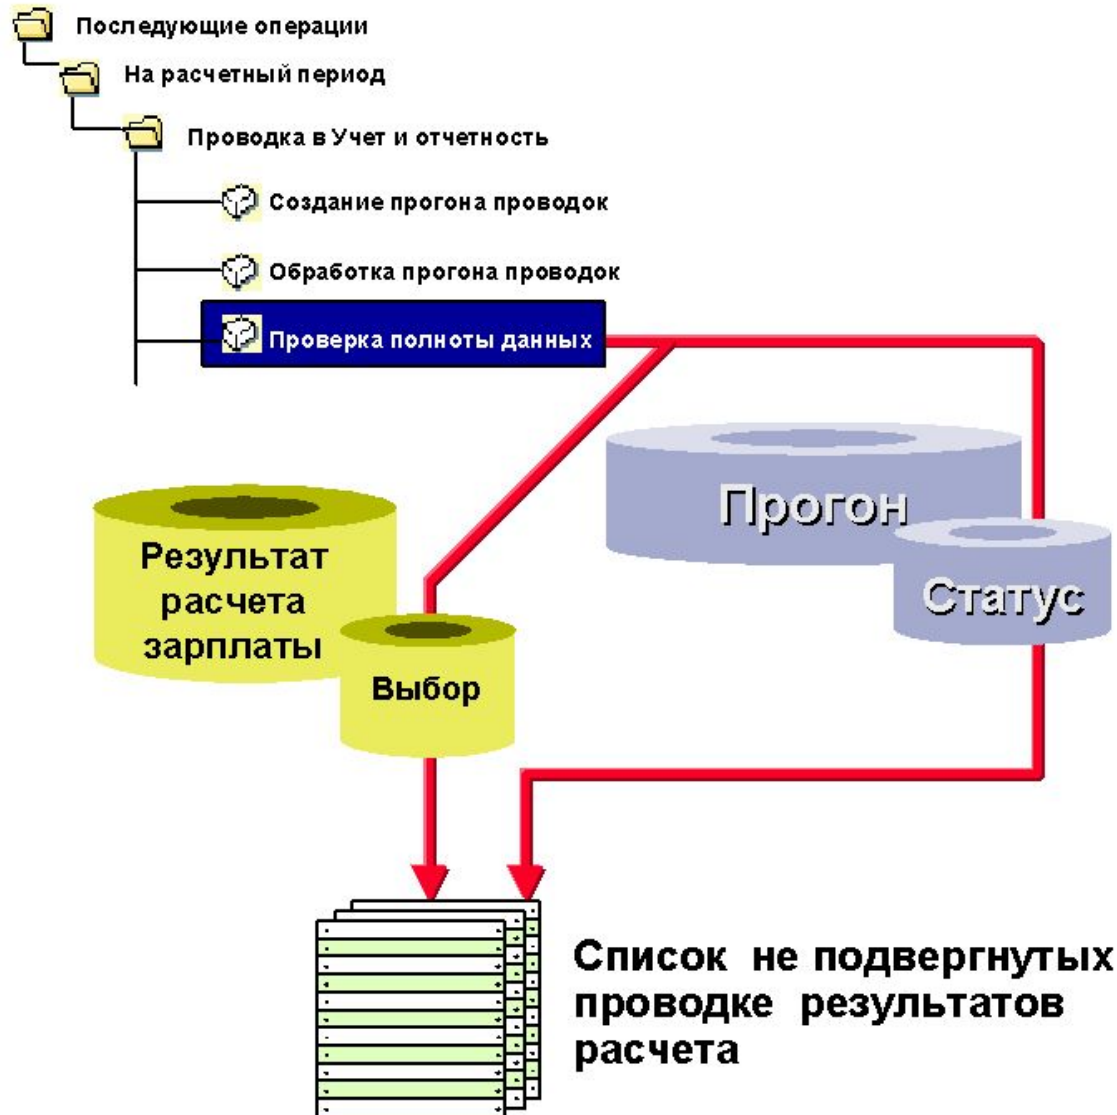 Последующие операции
На расчетный период
Проводка в Учет и отчетность
Создание прогона проводок
Обработка прогона проводок
Проверка полноты данных
Прогон
Статус
Результат
расчета
зарплаты
Выбор
Список не подвергнутых
проводке результатов
расчета